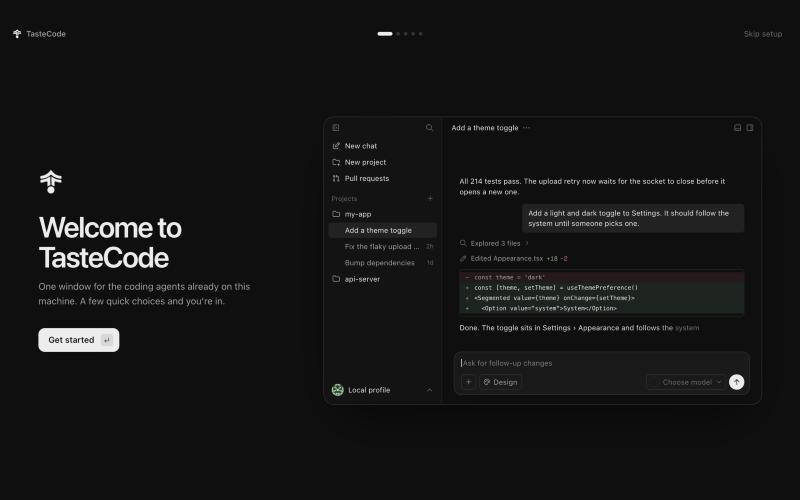 TasteCode
Skip setup
Welcome to
TasteCode
One window for the coding agents already on this
machine. A few quick choices and you're in.
Get started
New chat
New project
Pull requests
Projects
my-app
Add a theme toggle
Fix the flaky upload ... 2h
Bump dependencies 1d
api-server
Local profile
Add a theme toggle
All 214 tests pass. The upload retry now waits for the socket to close before it
opens a new one.
Add a light and dark toggle to Settings. It should follow the
system until someone picks one.
Explored 3 files
Edited Appearance.tsx +18 -2
- const theme = 'dark'
+ const [theme, setTheme] = useThemePreference()
+ <Segmented value={theme} onChange={setTheme}>
+ <Option value="system">System</Option>
Done. The toggle sits in Settings › Appearance and follows the system
Ask for follow-up changes
Design
Choose model